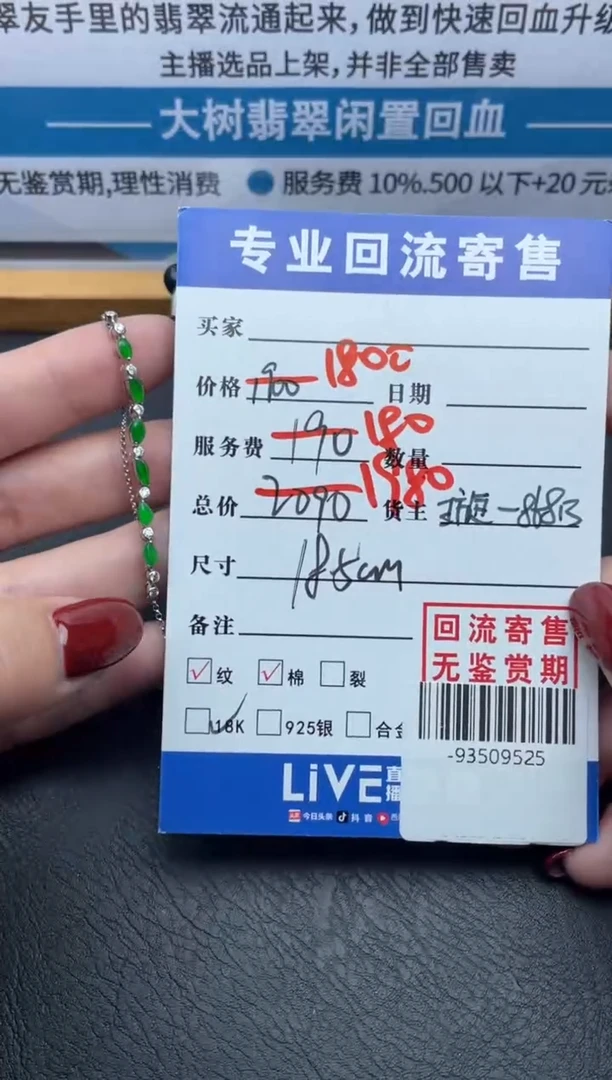 翠友手里的翡翠流通起来,做到快速回血升级
主播选品上架,并非全部售卖
大树翡翠闲置回血
无鉴赏期,理性消费 服务费 10%.500 以下+20 元
专业回流寄售
买家
价格 1900 1800 日期
服务费 190 180 数量
总价 2090 1980 货主
尺寸 18.5cm
备注
回流寄售
无鉴赏期
纹 棉 裂
18K 925银 合金
-93509525
LiVE 直播
今日头条 抖音 西